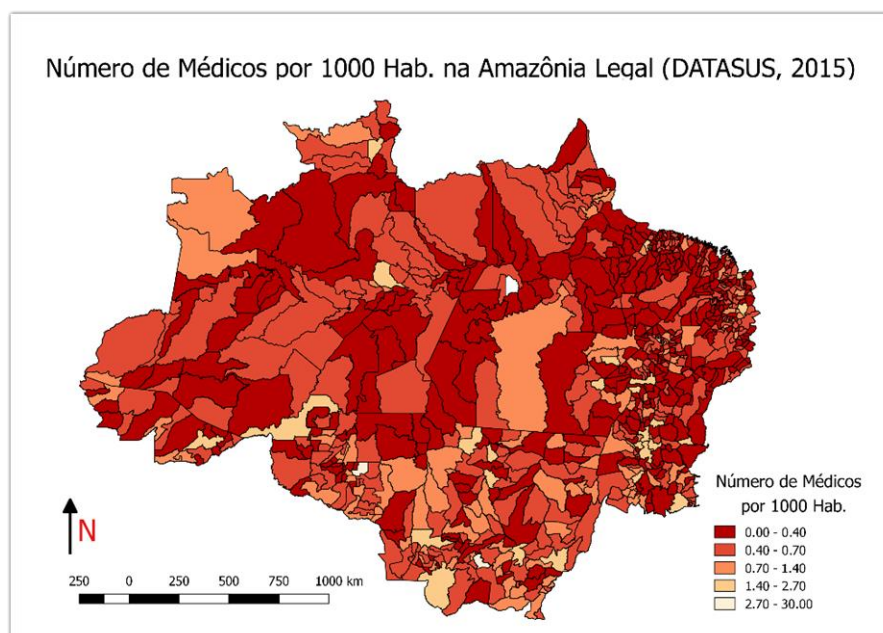 Número de Médicos por 1000 Hab. na Amazônia Legal (DATASUS, 2015)
Número de Médicos
por 1000 Hab.
0.00 - 0.40
0.40 - 0.70
0.70 - 1.40
1.40 - 2.70
2.70 - 30.00
N
250 0 250 500 750 1000 km